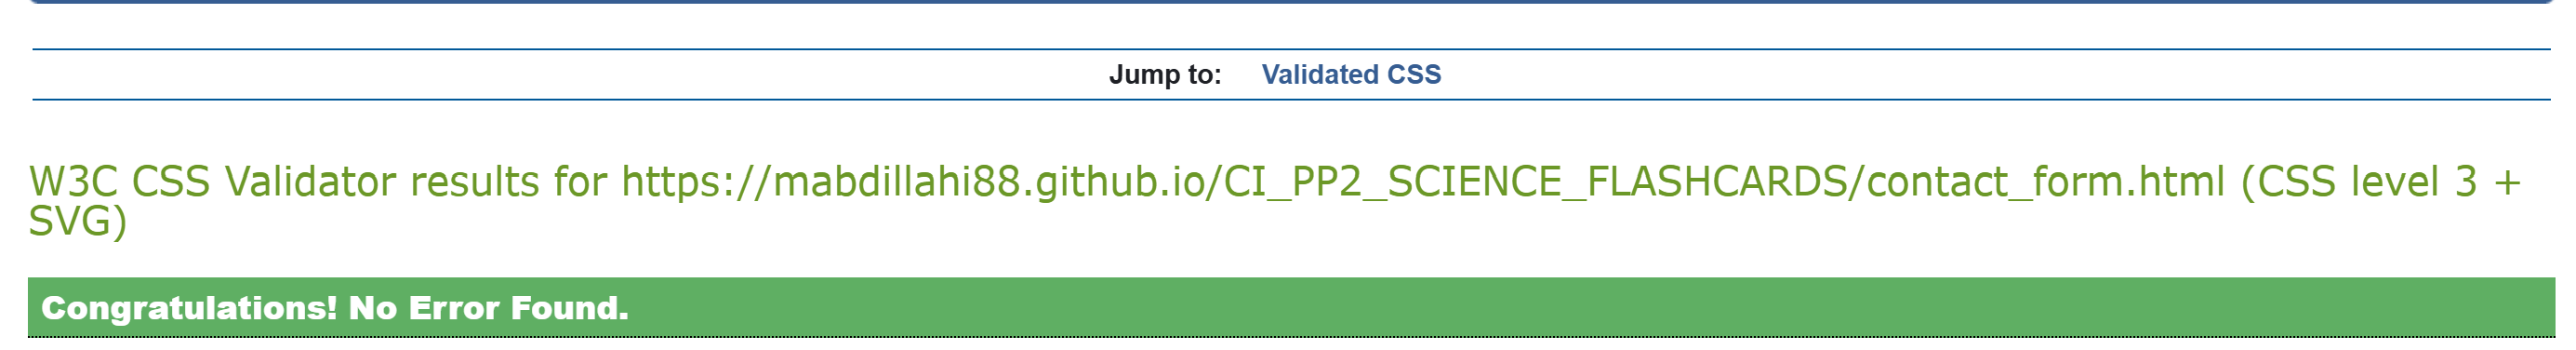 Jump to: Validated CSS
W3C CSS Validator results for https://mabdillahi88.github.io/CI_PP2_SCIENCE_FLASHCARDS/contact_form.html (CSS level 3 +
SVG)
Congratulations! No Error Found.